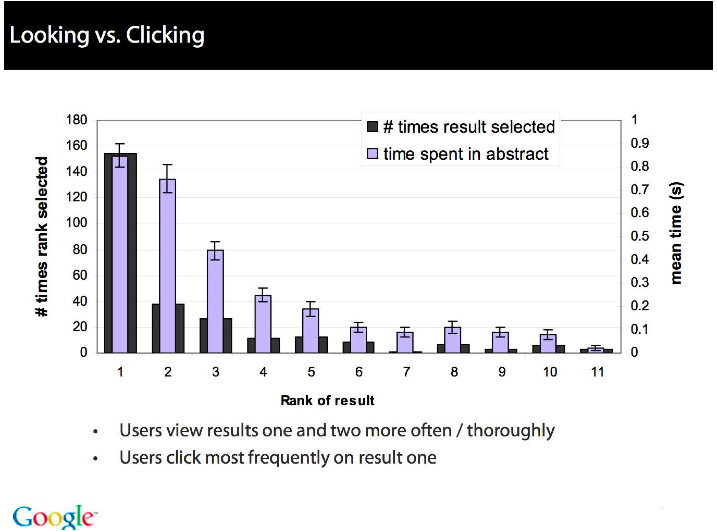 Looking vs. Clicking
# times result selected
time spent in abstract
# times rank selected
180
160
140
120
100
80
60
40
20
0
1
0.9
0.8
0.7
0.6
0.5
0.4
0.3
0.2
0.1
0
mean time (s)
1 2 3 4 5 6 7 8 9 10 11
Rank of result
• Users view results one and two more often / thoroughly
• Users click most frequently on result one
Google™